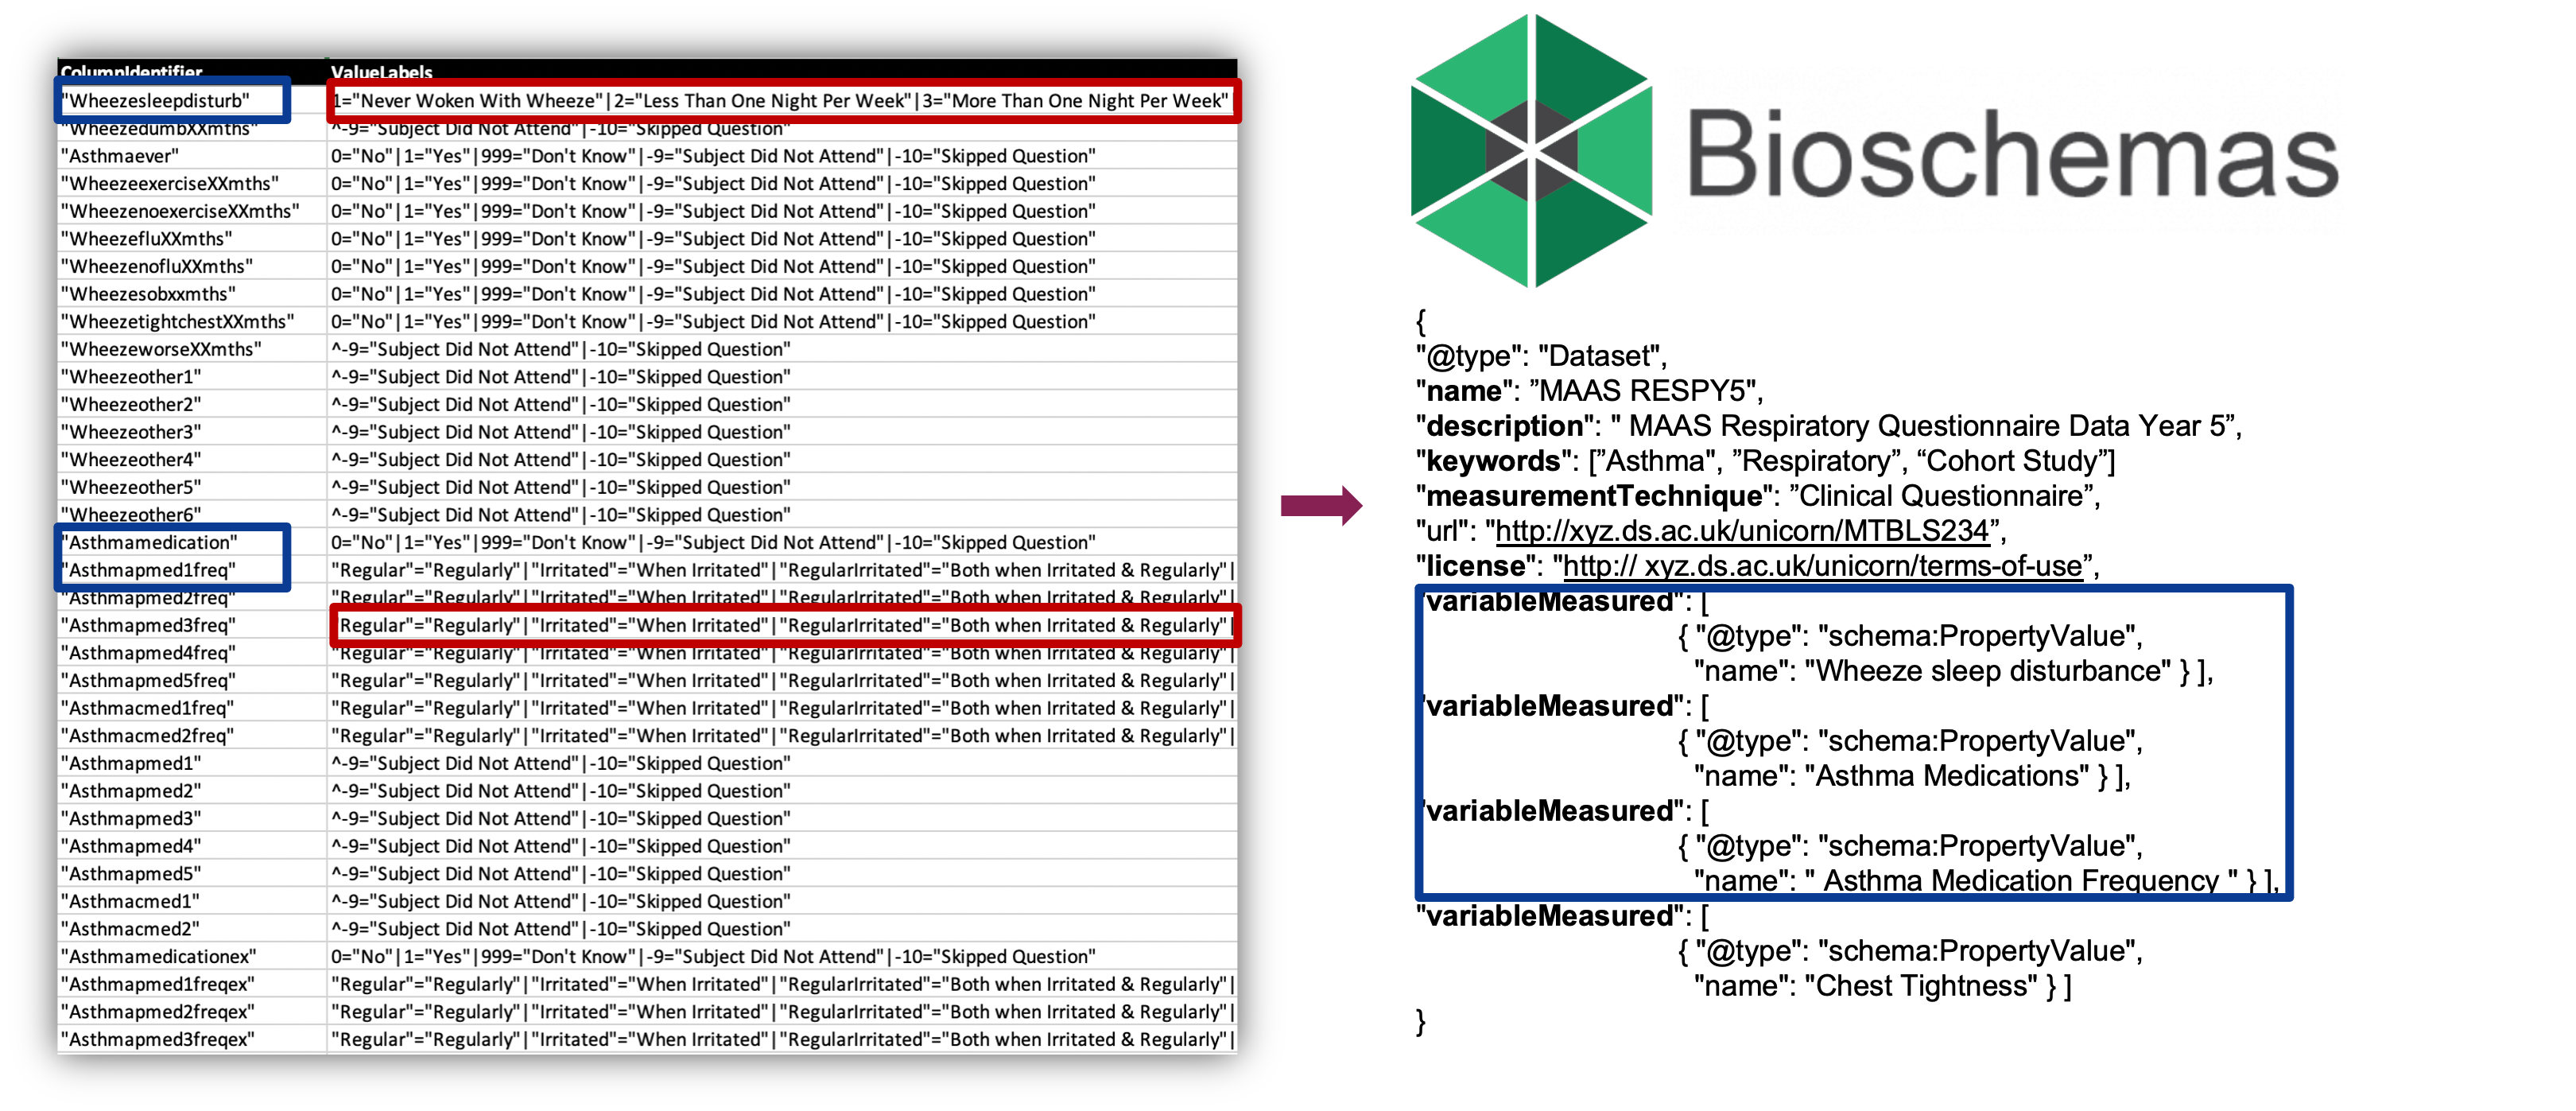 ColumnIdentifier ValueLabels
"Wheezesleepdisturb" 1="Never Woken With Wheeze"|2="Less Than One Night Per Week"|3="More Than One Night Per Week"|
"WheezedumbXXmths" ^-9="Subject Did Not Attend"|-10="Skipped Question"
"Asthmaever" 0="No"|1="Yes"|999="Don't Know"|-9="Subject Did Not Attend"|-10="Skipped Question"
"WheezeexerciseXXmths" 0="No"|1="Yes"|999="Don't Know"|-9="Subject Did Not Attend"|-10="Skipped Question"
"WheezenoexerciseXXmths" 0="No"|1="Yes"|999="Don't Know"|-9="Subject Did Not Attend"|-10="Skipped Question"
"WheezefluXXmths" 0="No"|1="Yes"|999="Don't Know"|-9="Subject Did Not Attend"|-10="Skipped Question"
"WheezenofluXXmths" 0="No"|1="Yes"|999="Don't Know"|-9="Subject Did Not Attend"|-10="Skipped Question"
"Wheezesobxxmths" 0="No"|1="Yes"|999="Don't Know"|-9="Subject Did Not Attend"|-10="Skipped Question"
"WheezetightchestXXmths" 0="No"|1="Yes"|999="Don't Know"|-9="Subject Did Not Attend"|-10="Skipped Question"
"WheezeworseXXmths" ^-9="Subject Did Not Attend"|-10="Skipped Question"
"Wheezeother1" ^-9="Subject Did Not Attend"|-10="Skipped Question"
"Wheezeother2" ^-9="Subject Did Not Attend"|-10="Skipped Question"
"Wheezeother3" ^-9="Subject Did Not Attend"|-10="Skipped Question"
"Wheezeother4" ^-9="Subject Did Not Attend"|-10="Skipped Question"
"Wheezeother5" ^-9="Subject Did Not Attend"|-10="Skipped Question"
"Wheezeother6" ^-9="Subject Did Not Attend"|-10="Skipped Question"
"Asthmamedication" 0="No"|1="Yes"|999="Don't Know"|-9="Subject Did Not Attend"|-10="Skipped Question"
"Asthmapmed1freq" "Regular"="Regularly"|"Irritated"="When Irritated"|"RegularIrritated"="Both when Irritated & Regularly"|
"Asthmapmed2freq" "Regular"="Regularly"|"Irritated"="When Irritated"|"RegularIrritated"="Both when Irritated & Regularly"|
"Asthmapmed3freq" "Regular"="Regularly"|"Irritated"="When Irritated"|"RegularIrritated"="Both when Irritated & Regularly"|
"Asthmapmed4freq" "Regular"="Regularly"|"Irritated"="When Irritated"|"RegularIrritated"="Both when Irritated & Regularly"|
"Asthmapmed5freq" "Regular"="Regularly"|"Irritated"="When Irritated"|"RegularIrritated"="Both when Irritated & Regularly"|
"Asthmacmed1freq" "Regular"="Regularly"|"Irritated"="When Irritated"|"RegularIrritated"="Both when Irritated & Regularly"|
"Asthmacmed2freq" "Regular"="Regularly"|"Irritated"="When Irritated"|"RegularIrritated"="Both when Irritated & Regularly"|
"Asthmapmed1" ^-9="Subject Did Not Attend"|-10="Skipped Question"
"Asthmapmed2" ^-9="Subject Did Not Attend"|-10="Skipped Question"
"Asthmapmed3" ^-9="Subject Did Not Attend"|-10="Skipped Question"
"Asthmapmed4" ^-9="Subject Did Not Attend"|-10="Skipped Question"
"Asthmapmed5" ^-9="Subject Did Not Attend"|-10="Skipped Question"
"Asthmacmed1" ^-9="Subject Did Not Attend"|-10="Skipped Question"
"Asthmacmed2" ^-9="Subject Did Not Attend"|-10="Skipped Question"
"Asthmamedicationex" 0="No"|1="Yes"|999="Don't Know"|-9="Subject Did Not Attend"|-10="Skipped Question"
"Asthmapmed1freqex" "Regular"="Regularly"|"Irritated"="When Irritated"|"RegularIrritated"="Both when Irritated & Regularly"|
"Asthmapmed2freqex" "Regular"="Regularly"|"Irritated"="When Irritated"|"RegularIrritated"="Both when Irritated & Regularly"|
"Asthmapmed3freqex" "Regular"="Regularly"|"Irritated"="When Irritated"|"RegularIrritated"="Both when Irritated & Regularly"|
Bioschemas
{
"@type": "Dataset",
"name": ”MAAS RESPY5",
"description": " MAAS Respiratory Questionnaire Data Year 5”,
"keywords": [”Asthma", ”Respiratory”, “Cohort Study”]
"measurementTechnique": ”Clinical Questionnaire”,
"url": "http://xyz.ds.ac.uk/unicorn/MTBLS234”,
"license": "http:// xyz.ds.ac.uk/unicorn/terms-of-use”,
"variableMeasured": [
{ "@type": "schema:PropertyValue",
"name": "Wheeze sleep disturbance" } ],
"variableMeasured": [
{ "@type": "schema:PropertyValue",
"name": "Asthma Medications" } ],
"variableMeasured": [
{ "@type": "schema:PropertyValue",
"name": " Asthma Medication Frequency " } ],
"variableMeasured": [
{ "@type": "schema:PropertyValue",
"name": "Chest Tightness" } ]
}